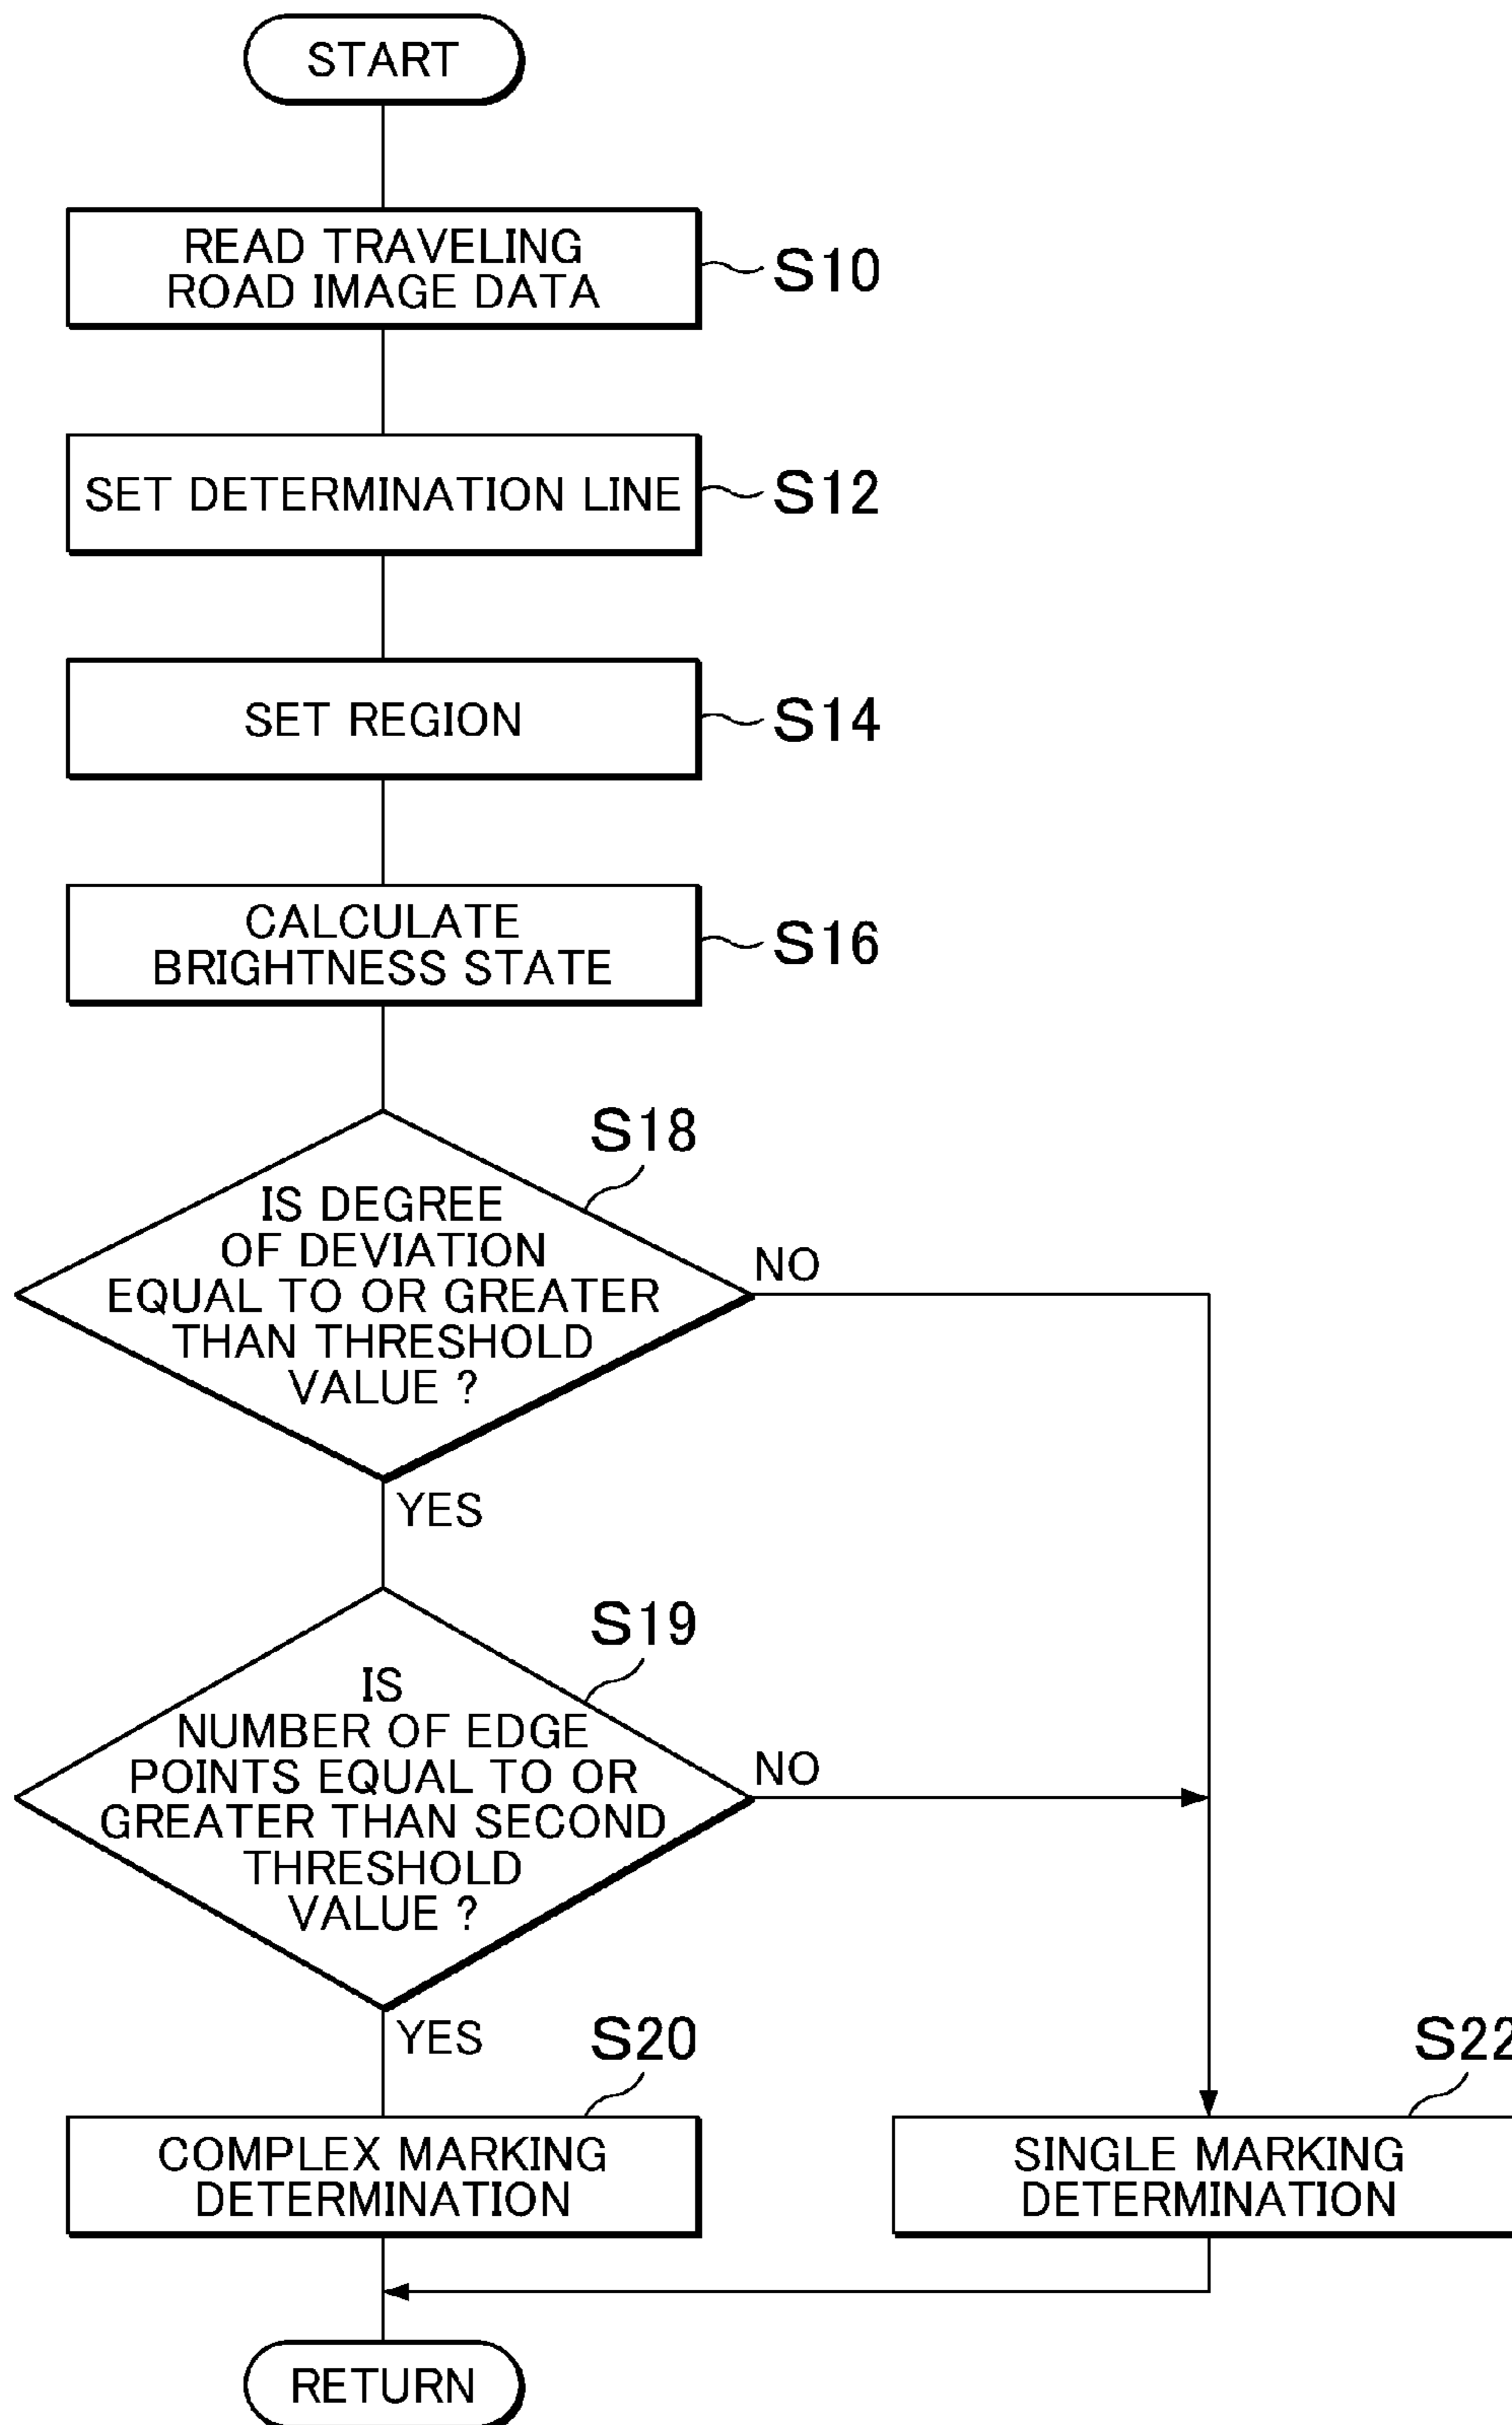 START
READ TRAVELING
ROAD IMAGE DATA
S10
SET DETERMINATION LINE
S12
SET REGION
S14
CALCULATE
BRIGHTNESS STATE
S16
S18
IS DEGREE
OF DEVIATION
EQUAL TO OR GREATER
THAN THRESHOLD
VALUE ?
NO
YES
S19
IS
NUMBER OF EDGE
POINTS EQUAL TO OR
GREATER THAN SECOND
THRESHOLD
VALUE ?
NO
YES
S20
COMPLEX MARKING
DETERMINATION
S22
SINGLE MARKING
DETERMINATION
RETURN